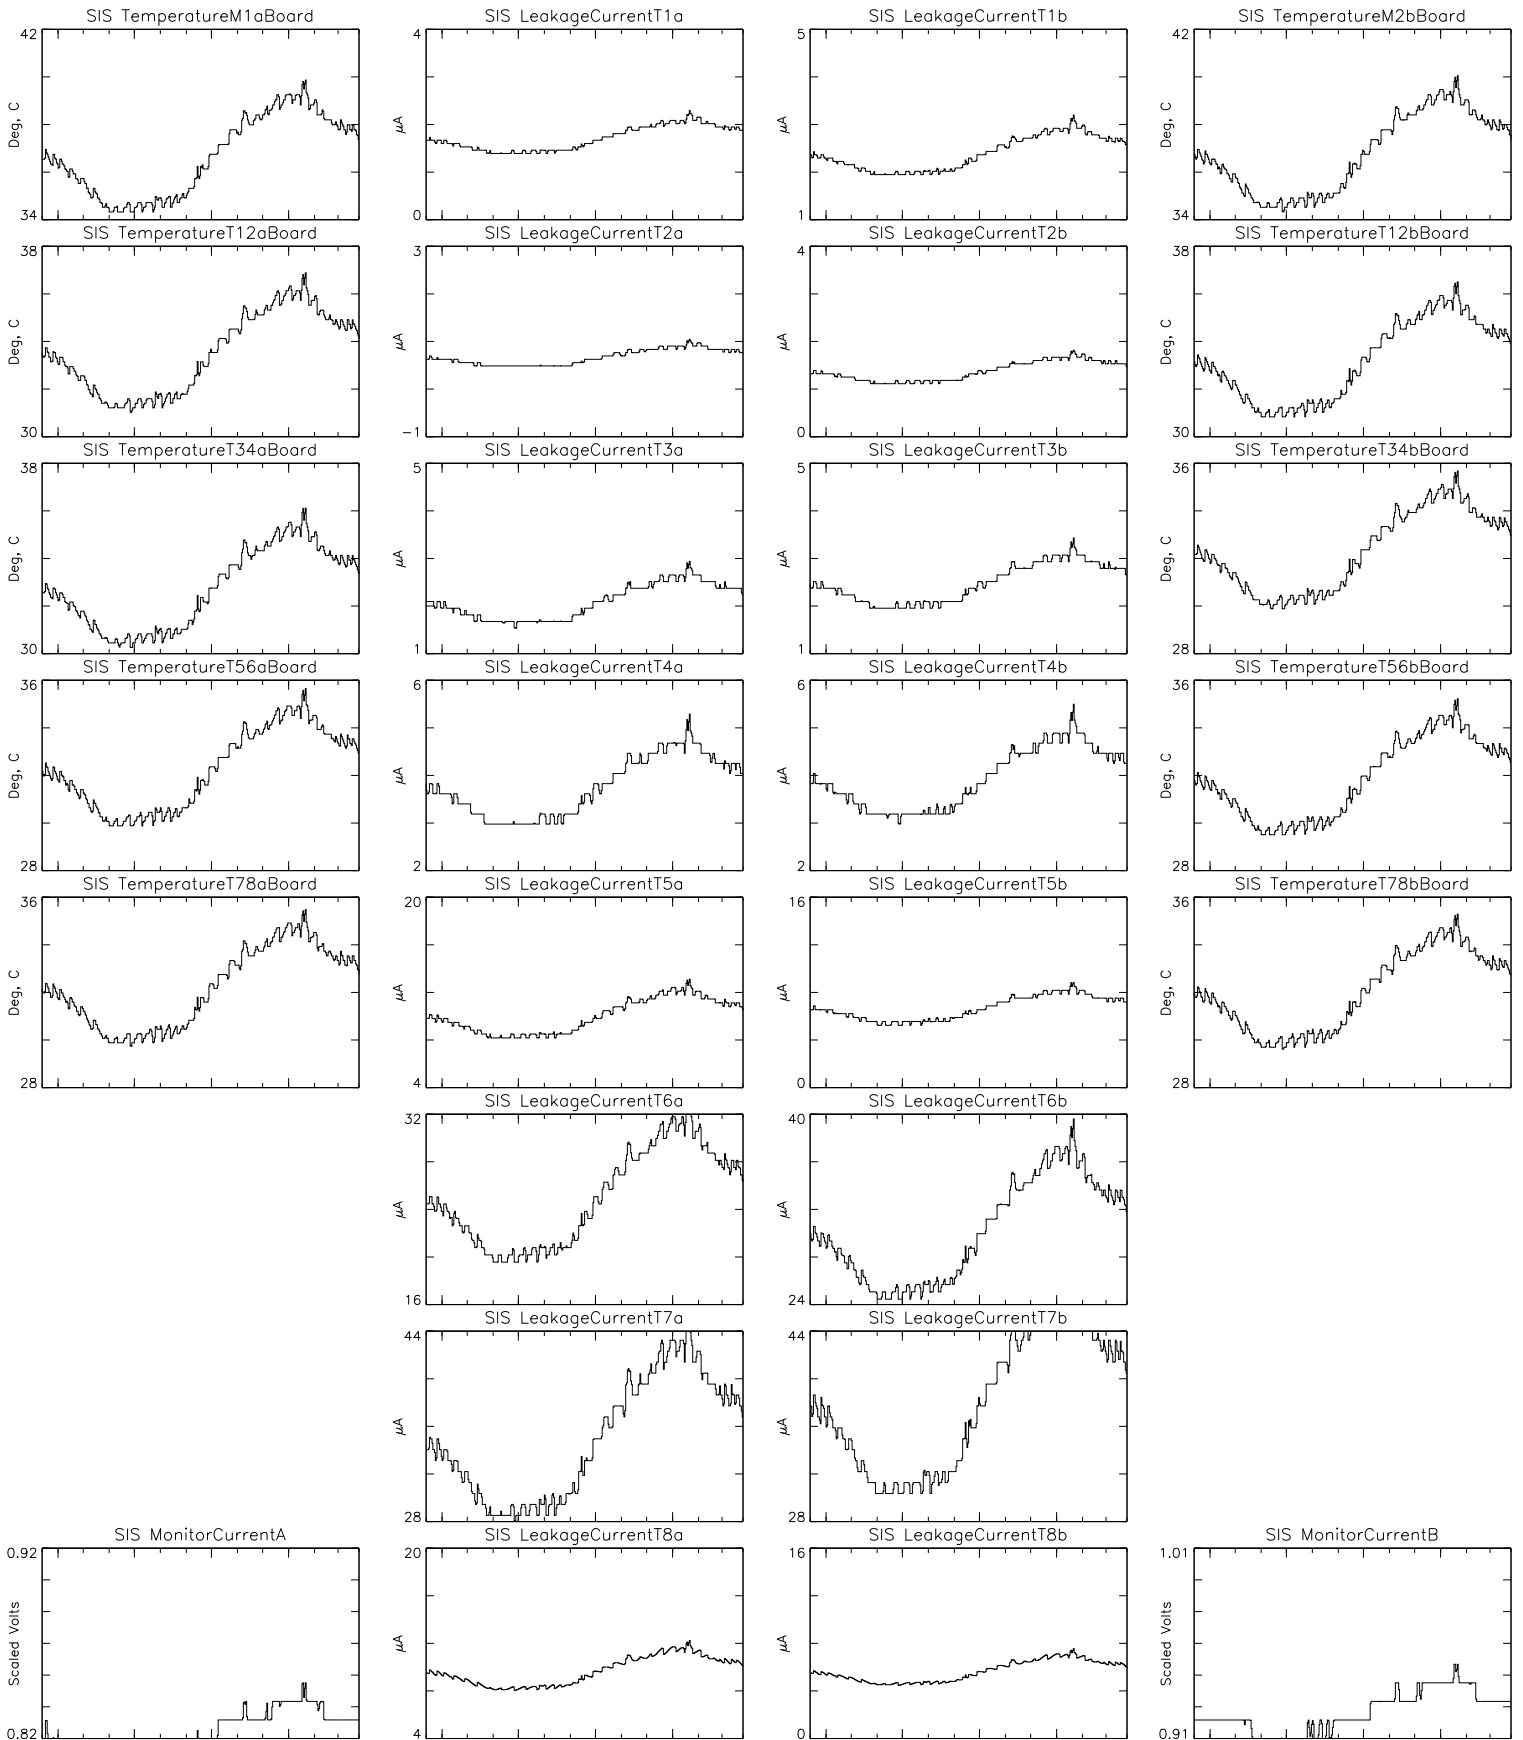 SIS TemperatureM1aBoard SIS LeakageCurrentT1a SIS LeakageCurrentT1b SIS TemperatureM2bBoard
42 4 5 42
Deg, C µA µA Deg, C
34 0 1 34
SIS TemperatureT12aBoard SIS LeakageCurrentT2a SIS LeakageCurrentT2b SIS TemperatureT12bBoard
38 3 4 38
Deg, C µA µA Deg, C
30 −1 0 30
SIS TemperatureT34aBoard SIS LeakageCurrentT3a SIS LeakageCurrentT3b SIS TemperatureT34bBoard
38 5 5 36
Deg, C µA µA Deg, C
30 1 1 28
SIS TemperatureT56aBoard SIS LeakageCurrentT4a SIS LeakageCurrentT4b SIS TemperatureT56bBoard
36 6 6 36
Deg, C µA µA Deg, C
28 2 2 28
SIS TemperatureT78aBoard SIS LeakageCurrentT5a SIS LeakageCurrentT5b SIS TemperatureT78bBoard
36 20 16 36
Deg, C µA µA Deg, C
28 4 0 28
SIS LeakageCurrentT6a SIS LeakageCurrentT6b
32 40
µA µA
16 24
SIS LeakageCurrentT7a SIS LeakageCurrentT7b
44 44
µA µA
28 28
SIS MonitorCurrentA SIS LeakageCurrentT8a SIS LeakageCurrentT8b SIS MonitorCurrentB
0.92 20 16 1.01
Scaled Volts µA µA Scaled Volts
0.82 4 0 0.91